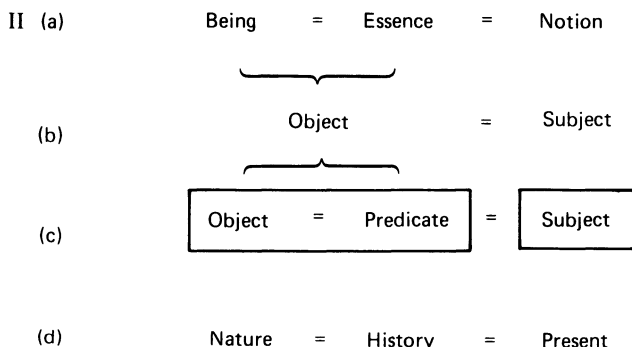 II (a) Being = Essence = Notion
(b) Object = Subject
(c) Object = Predicate = Subject
(d) Nature = History = Present